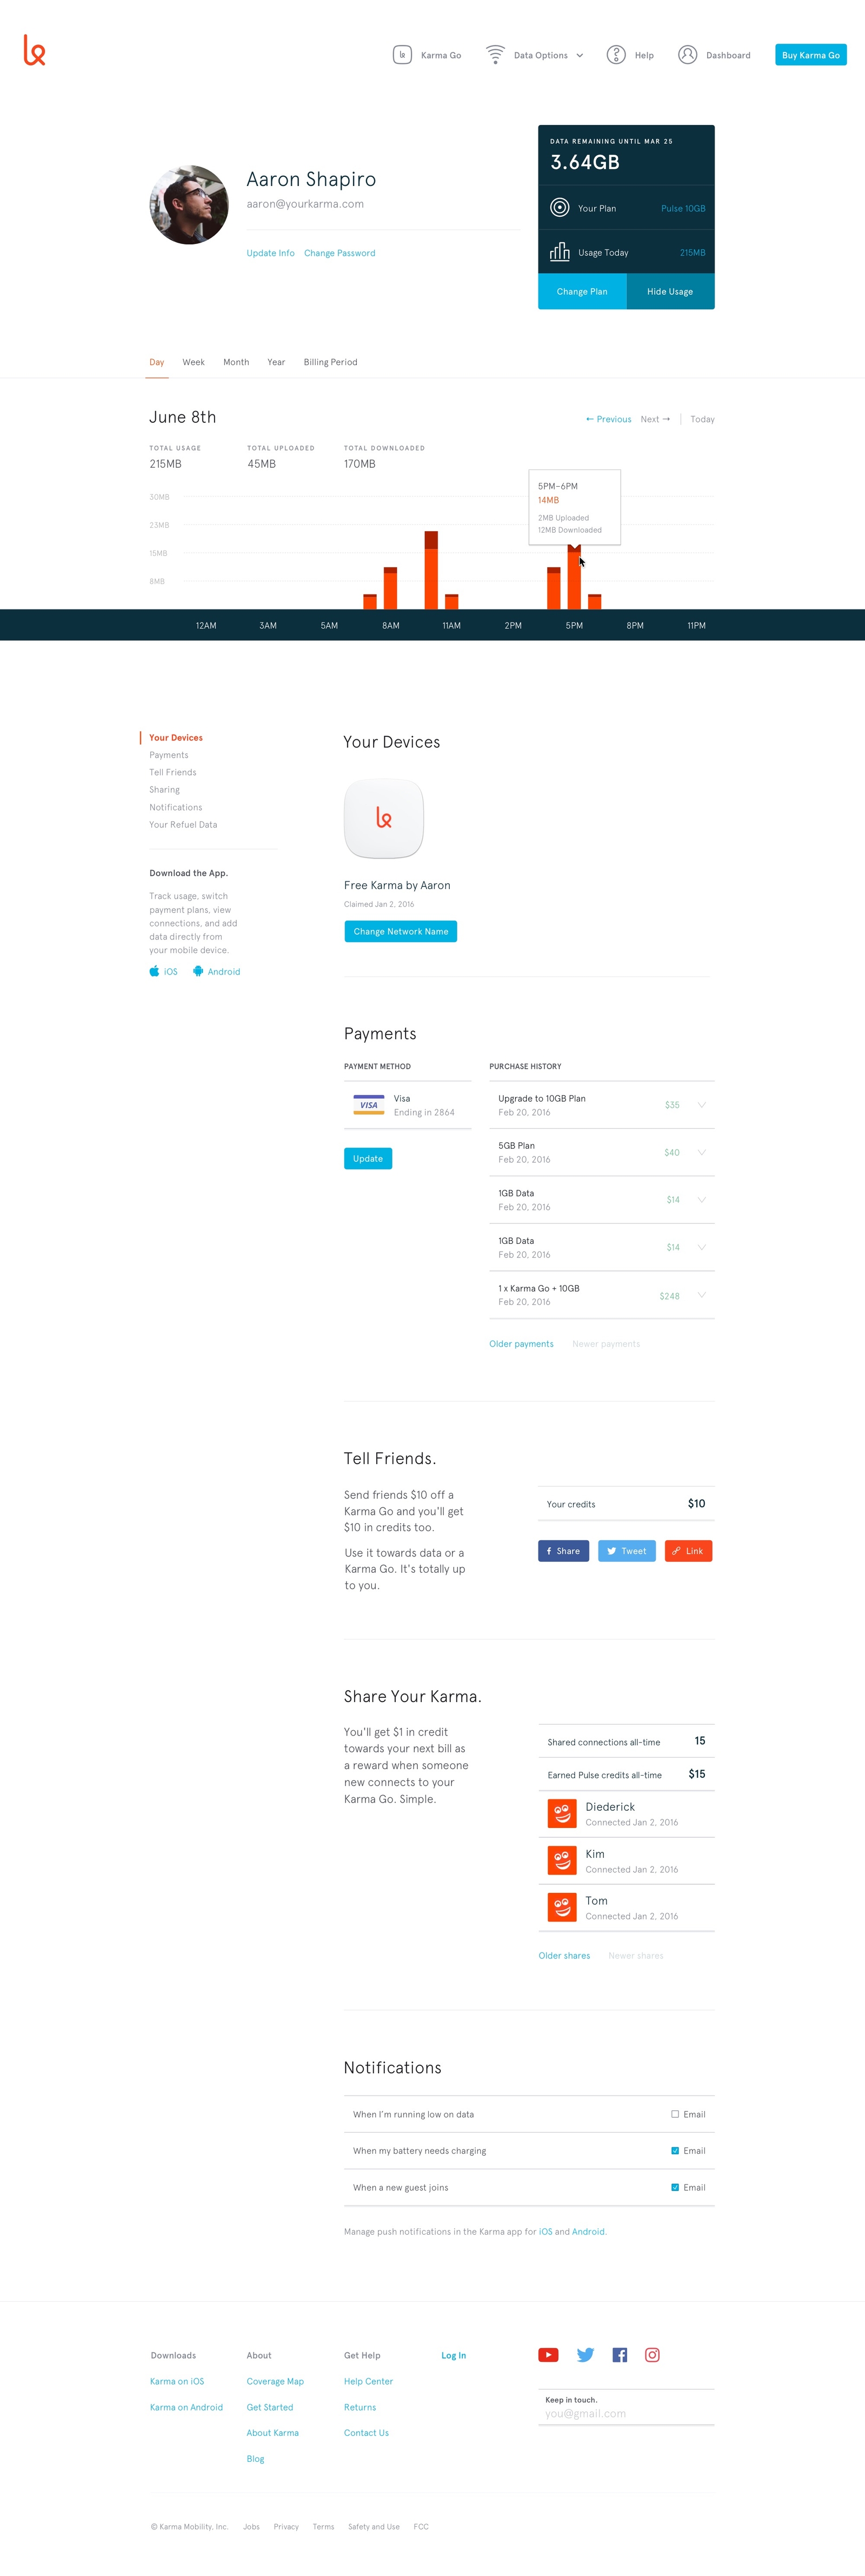 Karma Go
Data Options
Help
Dashboard
Buy Karma Go
Aaron Shapiro
aaron@yourkarma.com
Update Info
Change Password
DATA REMAINING UNTIL MAR 25
3.64GB
Your Plan
Pulse 10GB
Usage Today
215MB
Change Plan
Hide Usage
Day
Week
Month
Year
Billing Period
June 8th
← Previous
Next →
Today
TOTAL USAGE
215MB
TOTAL UPLOADED
45MB
TOTAL DOWNLOADED
170MB
5PM–6PM
14MB
2MB Uploaded
12MB Downloaded
30MB
23MB
15MB
8MB
12AM
3AM
5AM
8AM
11AM
2PM
5PM
8PM
11PM
Your Devices
Payments
Tell Friends
Sharing
Notifications
Your Refuel Data
Download the App.
Track usage, switch
payment plans, view
connections, and add
data directly from
your mobile device.
iOS
Android
Your Devices
Free Karma by Aaron
Claimed Jan 2, 2016
Change Network Name
Payments
PAYMENT METHOD
VISA
Visa
Ending in 2864
Update
PURCHASE HISTORY
Upgrade to 10GB Plan
Feb 20, 2016
$35
5GB Plan
Feb 20, 2016
$40
1GB Data
Feb 20, 2016
$14
1GB Data
Feb 20, 2016
$14
1 x Karma Go + 10GB
Feb 20, 2016
$248
Older payments
Newer payments
Tell Friends.
Send friends $10 off a
Karma Go and you'll get
$10 in credits too.
Use it towards data or a
Karma Go. It's totally up
to you.
Your credits
$10
Share
Tweet
Link
Share Your Karma.
You'll get $1 in credit
towards your next bill as
a reward when someone
new connects to your
Karma Go. Simple.
Shared connections all-time
15
Earned Pulse credits all-time
$15
Diederick
Connected Jan 2, 2016
Kim
Connected Jan 2, 2016
Tom
Connected Jan 2, 2016
Older shares
Newer shares
Notifications
When I'm running low on data
Email
When my battery needs charging
Email
When a new guest joins
Email
Manage push notifications in the Karma app for iOS and Android.
Downloads
Karma on iOS
Karma on Android
About
Coverage Map
Get Started
About Karma
Blog
Get Help
Help Center
Returns
Contact Us
Log In
Keep in touch.
you@gmail.com
© Karma Mobility, Inc.
Jobs
Privacy
Terms
Safety and Use
FCC